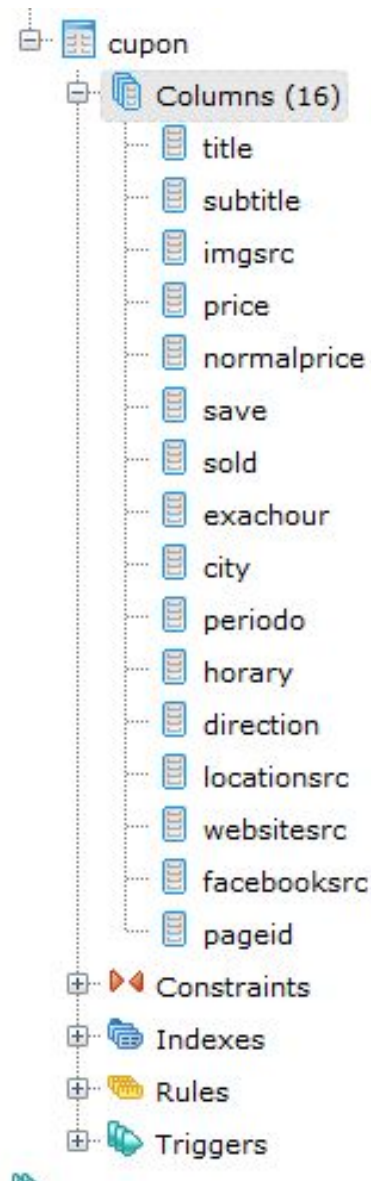 cupon
Columns (16)
title
subtitle
imgsrc
price
normalprice
save
sold
exachour
city
periodo
horary
direction
locationsrc
websitesrc
facebooksrc
pageid
Constraints
Indexes
Rules
Triggers